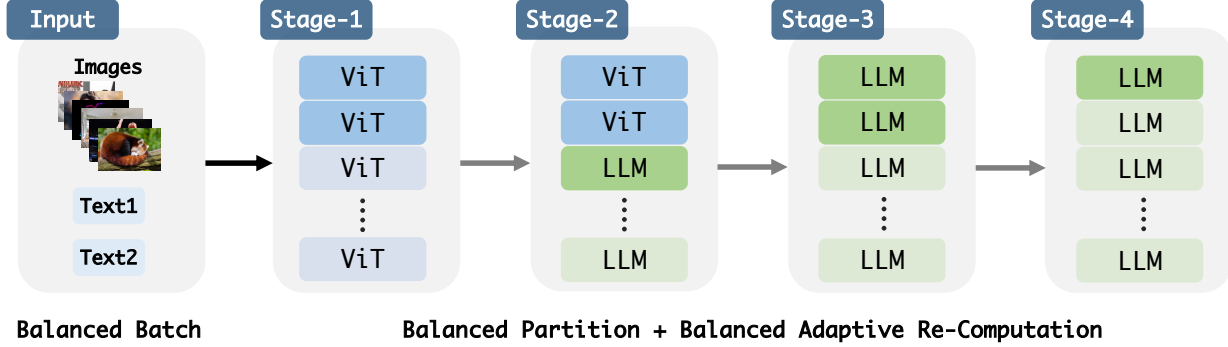 Input
Images
Text1
Text2
Stage-1
ViT
ViT
ViT
ViT
Stage-2
ViT
ViT
LLM
LLM
Stage-3
LLM
LLM
LLM
LLM
Stage-4
LLM
LLM
LLM
LLM
Balanced Batch
Balanced Partition + Balanced Adaptive Re-Computation